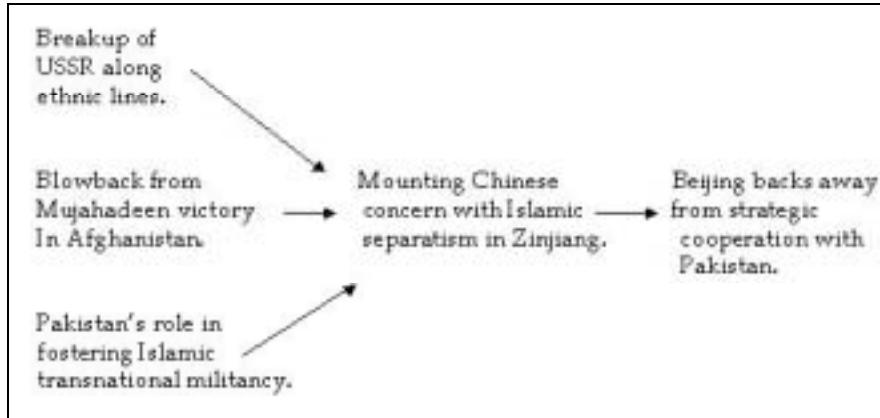 Breakup of
USSR along
ethnic lines.
Blowback from
Mujahadeen victory
In Afghanistan.
Mounting Chinese
concern with Islamic
separatism in Zinjiang.
Beijing backs away
from strategic
cooperation with
Pakistan.
Pakistan's role in
fostering Islamic
transnational militancy.